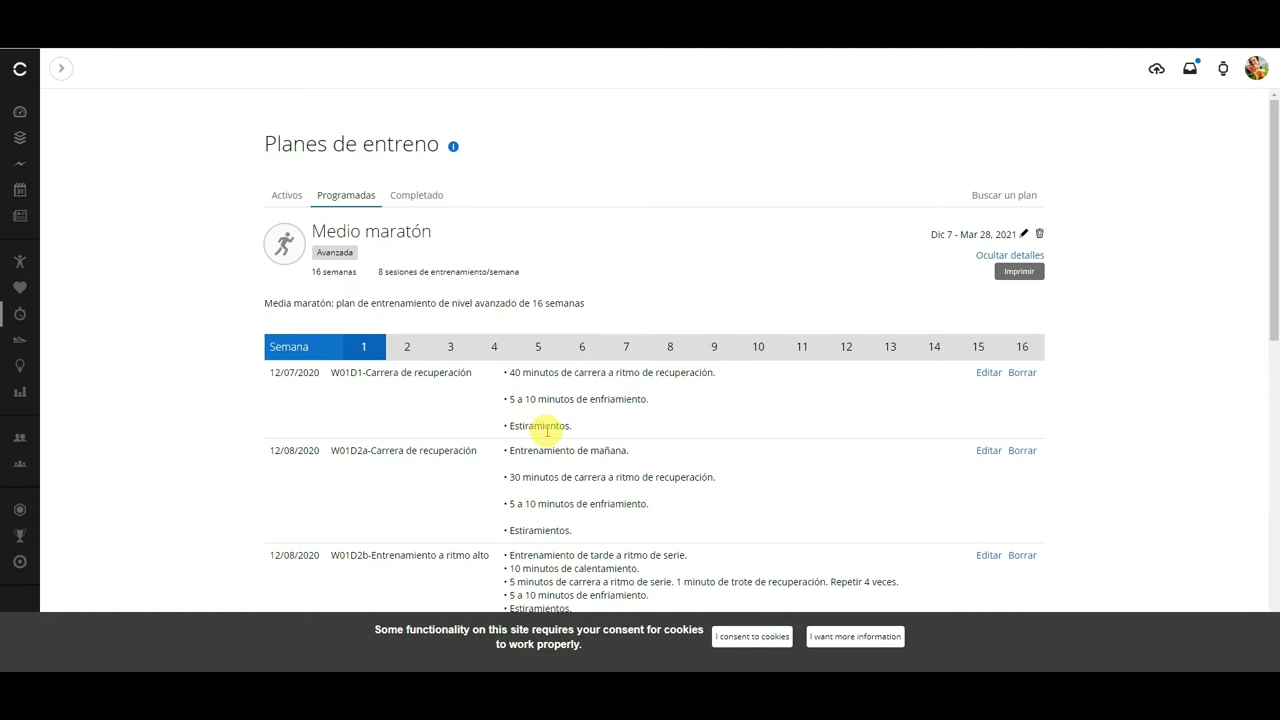 Planes de entreno
Activos Programadas Completado Buscar un plan
Medio maratón
Avanzada
16 semanas 8 sesiones de entrenamiento/semana
Dic 7 - Mar 28, 2021
Ocultar detalles
Imprimir
Media maratón: plan de entrenamiento de nivel avanzado de 16 semanas
Semana 1 2 3 4 5 6 7 8 9 10 11 12 13 14 15 16
12/07/2020 W01D1-Carrera de recuperación • 40 minutos de carrera a ritmo de recuperación. Editar Borrar
• 5 a 10 minutos de enfriamiento.
• Estiramientos.
12/08/2020 W01D2a-Carrera de recuperación • Entrenamiento de mañana. Editar Borrar
• 30 minutos de carrera a ritmo de recuperación.
• 5 a 10 minutos de enfriamiento.
• Estiramientos.
12/08/2020 W01D2b-Entrenamiento a ritmo alto • Entrenamiento de tarde a ritmo de serie. Editar Borrar
• 10 minutos de calentamiento.
• 5 minutos de carrera a ritmo de serie. 1 minuto de trote de recuperación. Repetir 4 veces.
• 5 a 10 minutos de enfriamiento.
• Estiramientos.
Some functionality on this site requires your consent for cookies
to work properly.
I consent to cookies I want more information